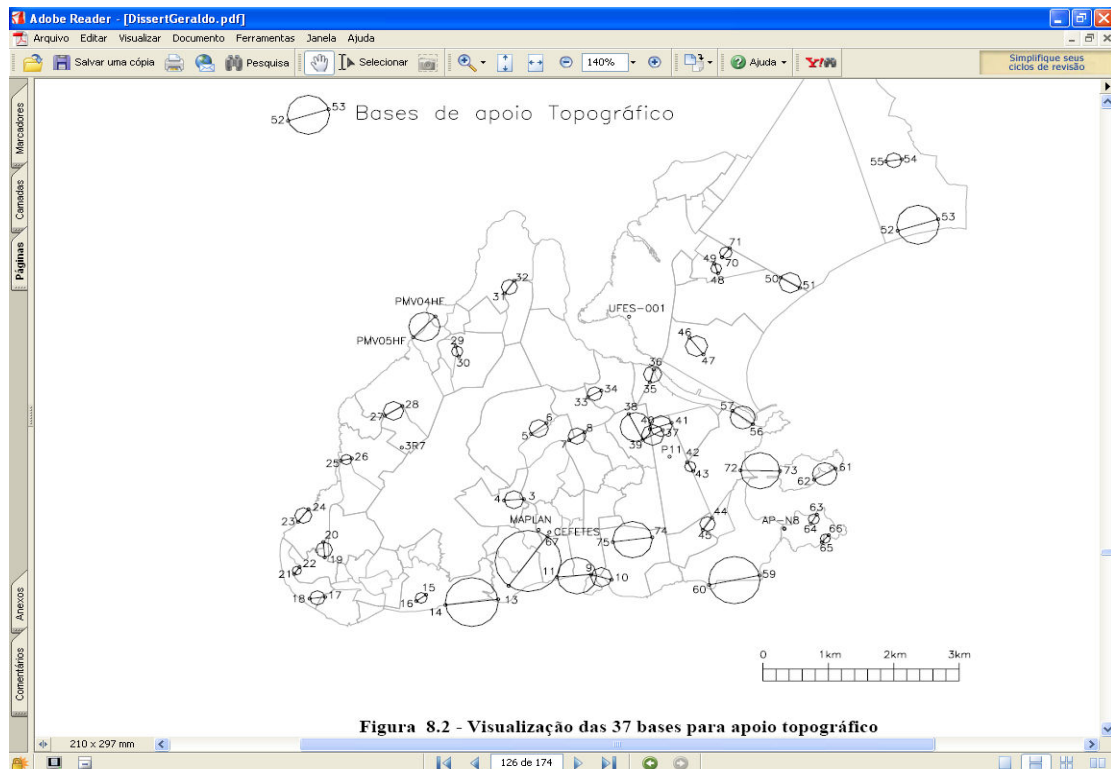 Adobe Reader - [DissertGeraldo.pdf]
Arquivo Editar Visualizar Documento Ferramentas Janela Ajuda
Salvar uma cópia Pesquisa Selecionar 140% Ajuda Y! Simplifique seus
ciclos de revisão
Marcadores
Camadas
Páginas
Anexos
Comentários
52 53 Bases de apoio Topográfico
55 54
53
52
71
49 70
48
50 51
32
31
PMV04HF
UFES-001
PMV05HF
46
47
29
30
36
35
34
33
28
27
38
57
56
6
5
40 41
8
7
37
39
3R7
P11
25 26
42
43
72 73
61
62
4 3
24
23
63
64
44
45
MAPLAN
CEFETES
67
AP-N8
66
65
74
75
20
19
22
21
9
11 10
59
60
15
16
17
18
13
14
0 1km 2km 3km
Figura 8.2 - Visualização das 37 bases para apoio topográfico
210 x 297 mm
126 de 174